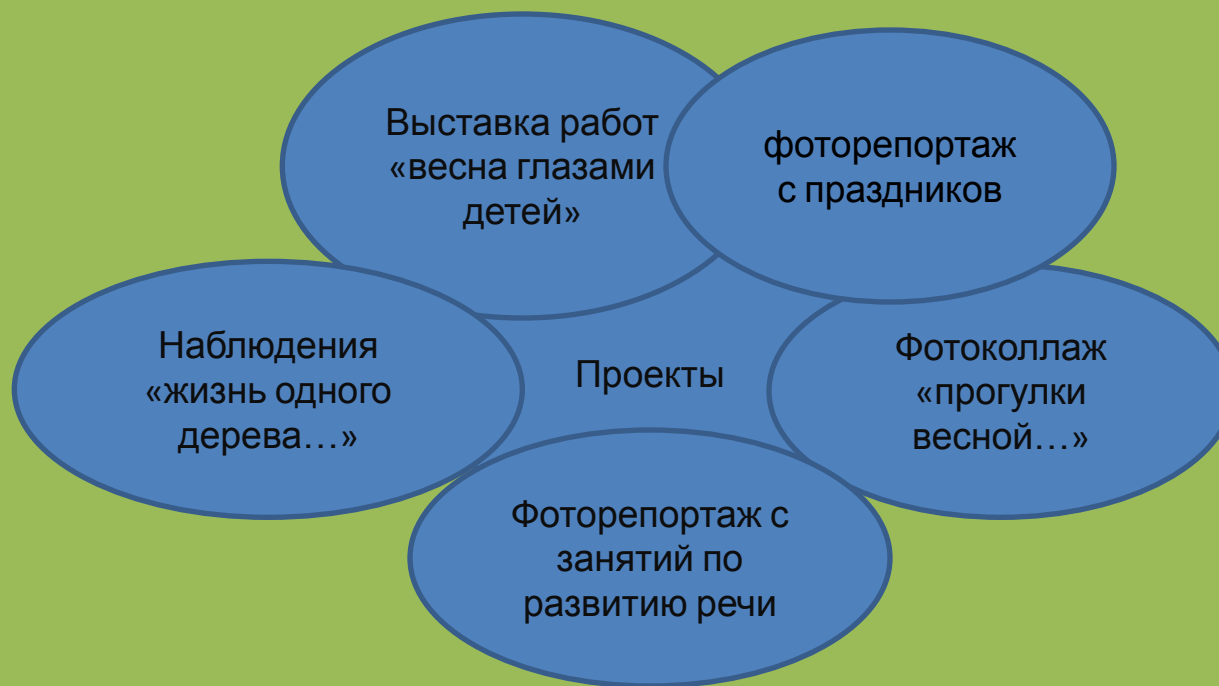 Выставка работ
«весна глазами
детей»
фоторепортаж
с праздников
Наблюдения
«жизнь одного
дерева…»
Проекты
Фотоколлаж
«прогулки
весной…»
Фоторепортаж с
занятий по
развитию речи